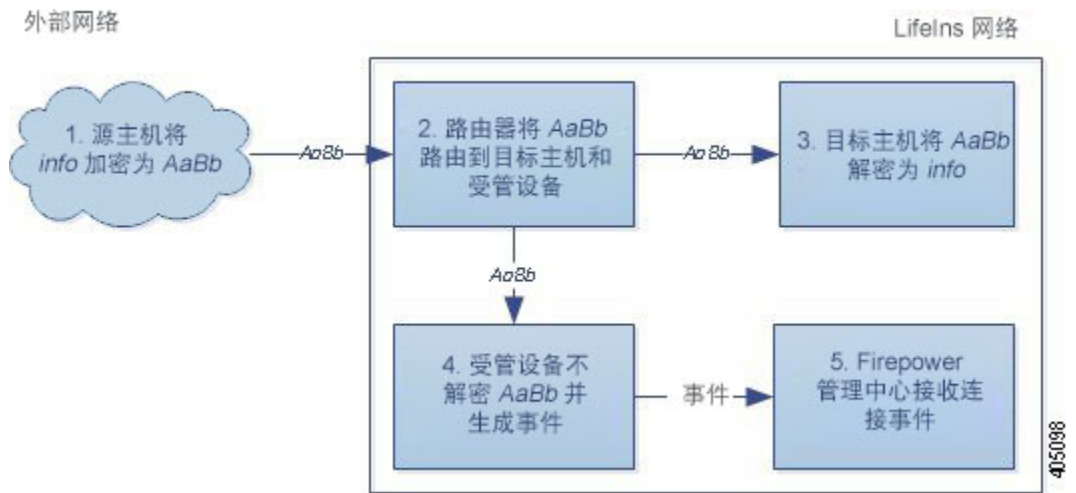 外部网络
LifeIns 网络
1. 源主机将
info 加密为 AaBb
AaBb
2. 路由器将 AaBb
路由到目标主机和
受管设备
AaBb
3. 目标主机将 AaBb
解密为 info
AaBb
4. 受管设备不
解密 AaBb 并
生成事件
事件
5. Firepower
管理中心接收连
接事件
405098